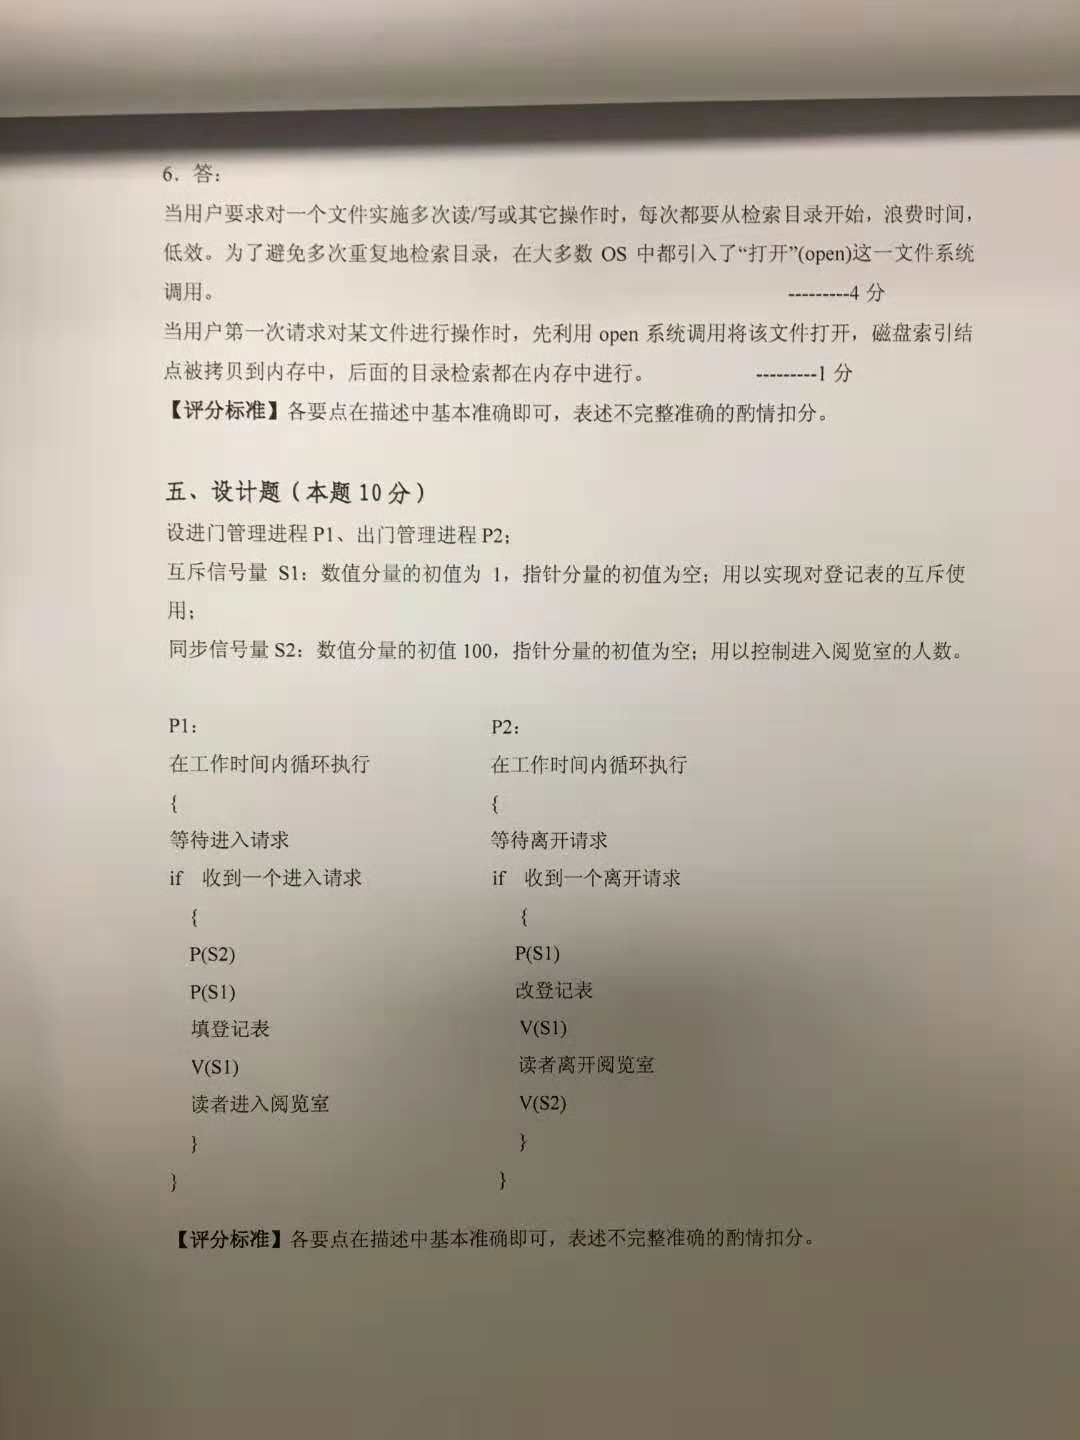 6．答：
当用户要求对一个文件实施多次读/写或其它操作时，每次都要从检索目录开始，浪费时间，
低效。为了避免多次重复地检索目录，在大多数 OS 中都引入了“打开”(open)这一文件系统
调用。 ---------4 分
当用户第一次请求对某文件进行操作时，先利用 open 系统调用将该文件打开，磁盘索引结
点被拷贝到内存中，后面的目录检索都在内存中进行。 ---------1 分
【评分标准】各要点在描述中基本准确即可，表述不完整准确的酌情扣分。
五、设计题（本题 10 分）
设进门管理进程 P1、出门管理进程 P2；
互斥信号量 S1：数值分量的初值为 1，指针分量的初值为空；用以实现对登记表的互斥使
用；
同步信号量 S2：数值分量的初值 100，指针分量的初值为空；用以控制进入阅览室的人数。
P1： P2：
在工作时间内循环执行 在工作时间内循环执行
{ {
等待进入请求 等待离开请求
if 收到一个进入请求 if 收到一个离开请求
{ {
P(S2) P(S1)
P(S1) 改登记表
填登记表 V(S1)
V(S1) 读者离开阅览室
读者进入阅览室 V(S2)
} }
} }
【评分标准】各要点在描述中基本准确即可，表述不完整准确的酌情扣分。